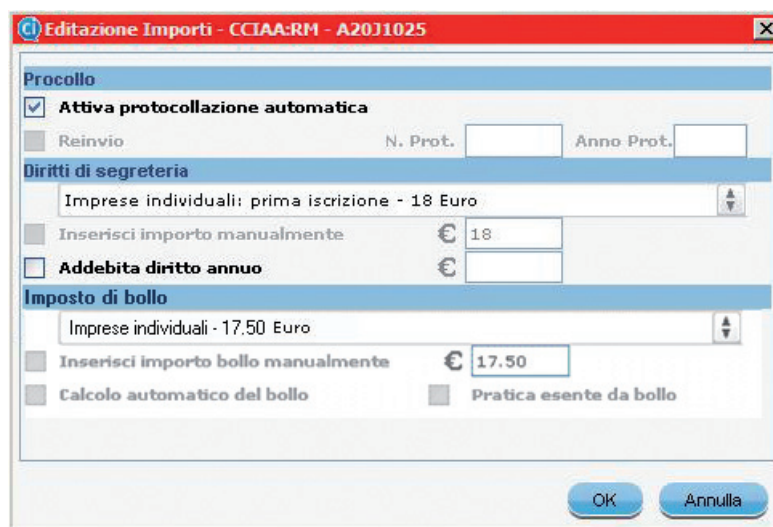 Ci Editazione Importi - CCIAA:RM - A20J1025
Procollo
Attiva protocollazione automatica
Reinvio N. Prot. Anno Prot.
Diritti di segreteria
Imprese individuali: prima iscrizione - 18 Euro
Inserisci importo manualmente € 18
Addebita diritto annuo €
Imposto di bollo
Imprese individuali - 17.50 Euro
Inserisci importo bollo manualmente € 17.50
Calcolo automatico del bollo Pratica esente da bollo
OK Annulla